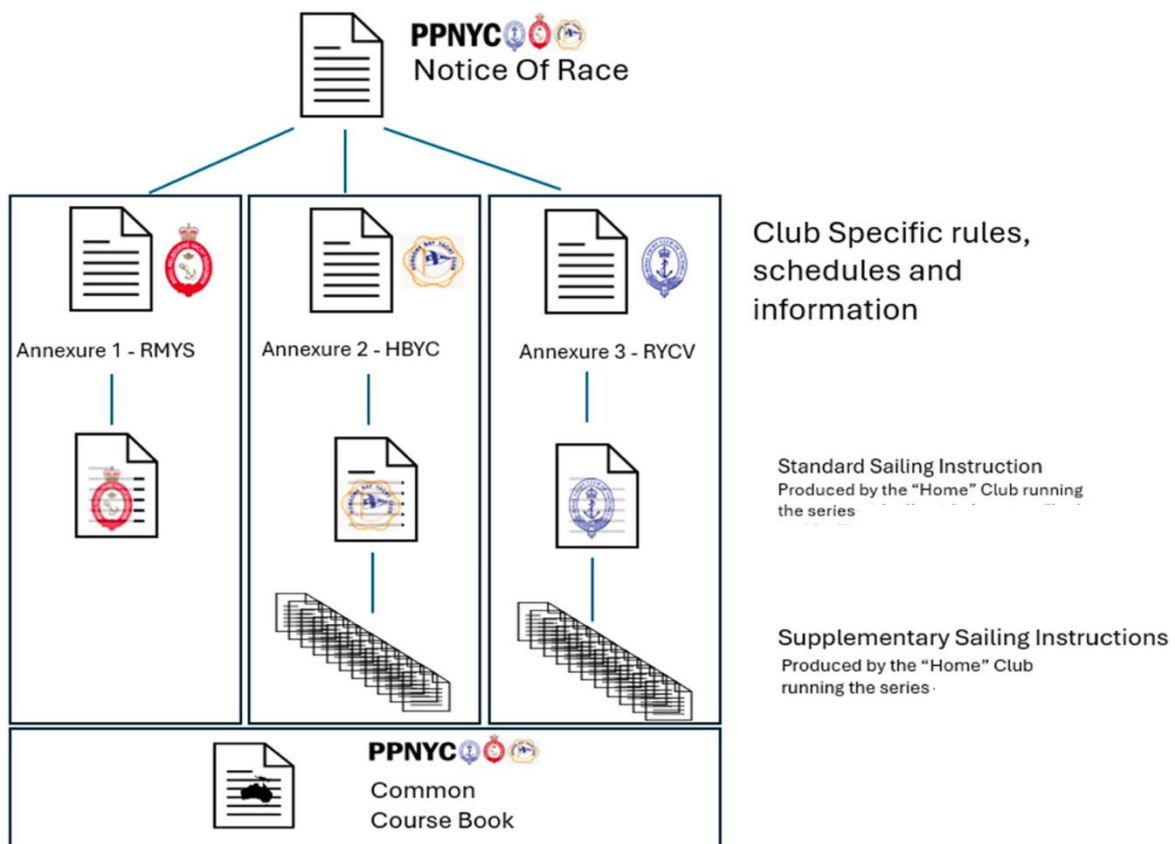 PPNYC
Notice Of Race
Club Specific rules,
schedules and
information
Annexure 1 - RMYS
Annexure 2 - HBYC
Annexure 3 - RYCV
Standard Sailing Instruction
Produced by the “Home” Club running
the series
Supplementary Sailing Instructions
Produced by the “Home” Club
running the series
PPNYC
Common
Course Book